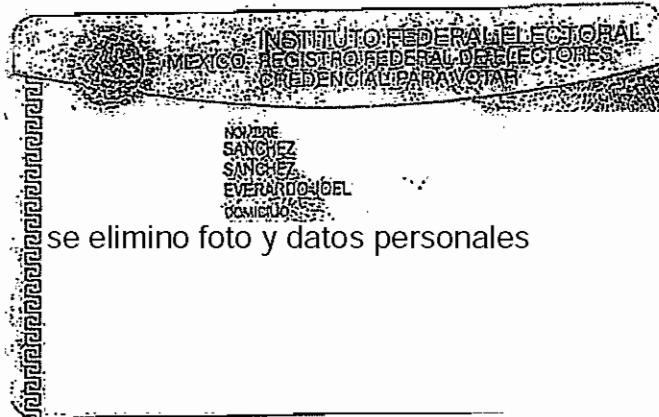 INSTITUTO FEDERAL ELECTORAL
MEXICO REGISTRO FEDERAL DE ELECTORES
CREDENCIAL PARA VOTAR
NOMBRE
SANCHEZ
SANCHEZ
EVERARDO JOEL
DOMICILIO
se elimino foto y datos personales